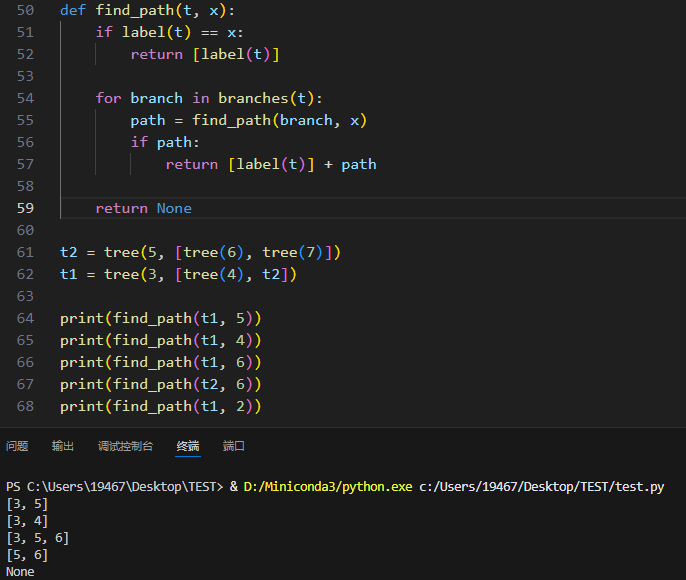 50 def find_path(t, x):
51     if label(t) == x:
52         return [label(t)]
53
54     for branch in branches(t):
55         path = find_path(branch, x)
56         if path:
57             return [label(t)] + path
58
59     return None
60
61 t2 = tree(5, [tree(6), tree(7)])
62 t1 = tree(3, [tree(4), t2])
63
64 print(find_path(t1, 5))
65 print(find_path(t1, 4))
66 print(find_path(t1, 6))
67 print(find_path(t2, 6))
68 print(find_path(t1, 2))
问题 输出 调试控制台 终端 端口
PS C:\Users\19467\Desktop\TEST> & D:/Miniconda3/python.exe c:/Users/19467/Desktop/TEST/test.py
[3, 5]
[3, 4]
[3, 5, 6]
[5, 6]
None